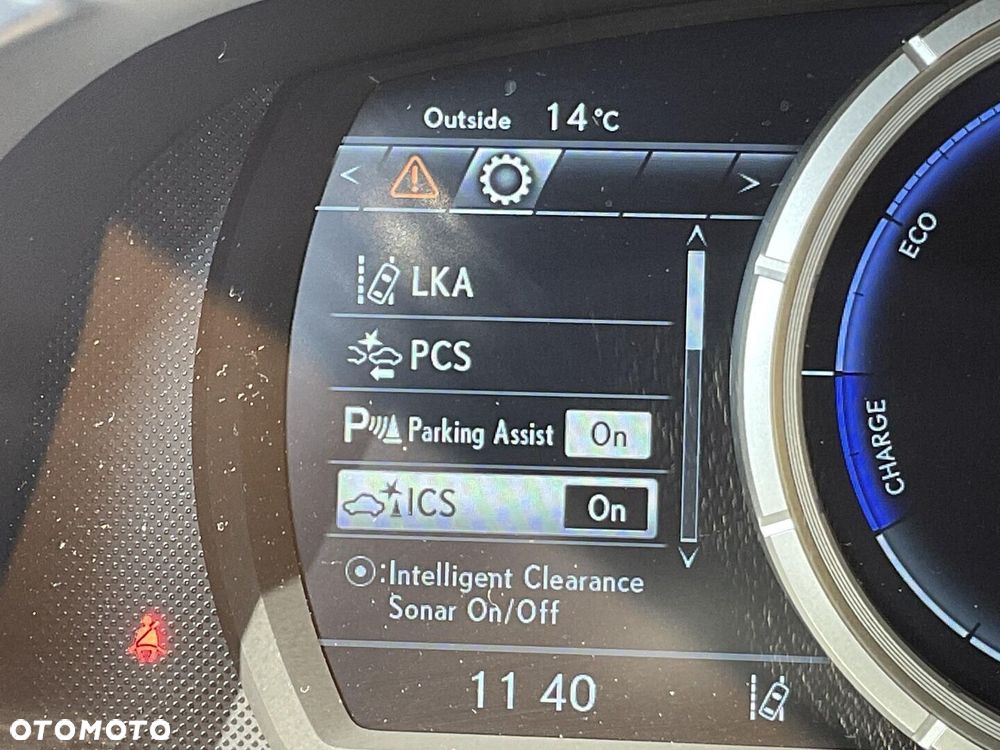 Outside 14°C
< >
LKA
PCS
P Parking Assist On
ICS On
:Intelligent Clearance
Sonar On/Off
11 40
ECO
CHARGE
OTOMOTO